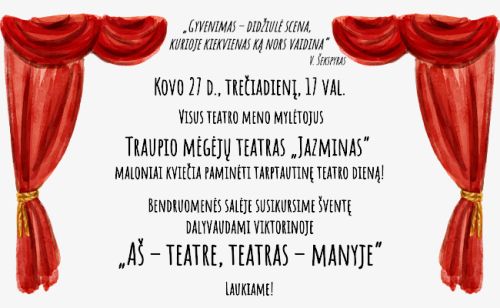 „Gyvenimas – didžiulė scena,
kurioje kiekvienas ką nors vaidina“
V. Šekspyras
Kovo 27 d., trečiadienį, 17 val.
Visus teatro meno mylėtojus
Traupio mėgėjų teatras „Jazminas“
maloniai kviečia paminėti tarptautinę teatro dieną!
Bendruomenės salėje susikursime šventę
dalyvaudami viktorinoje
„Aš – teatre, teatras – manyje“
Laukiame!